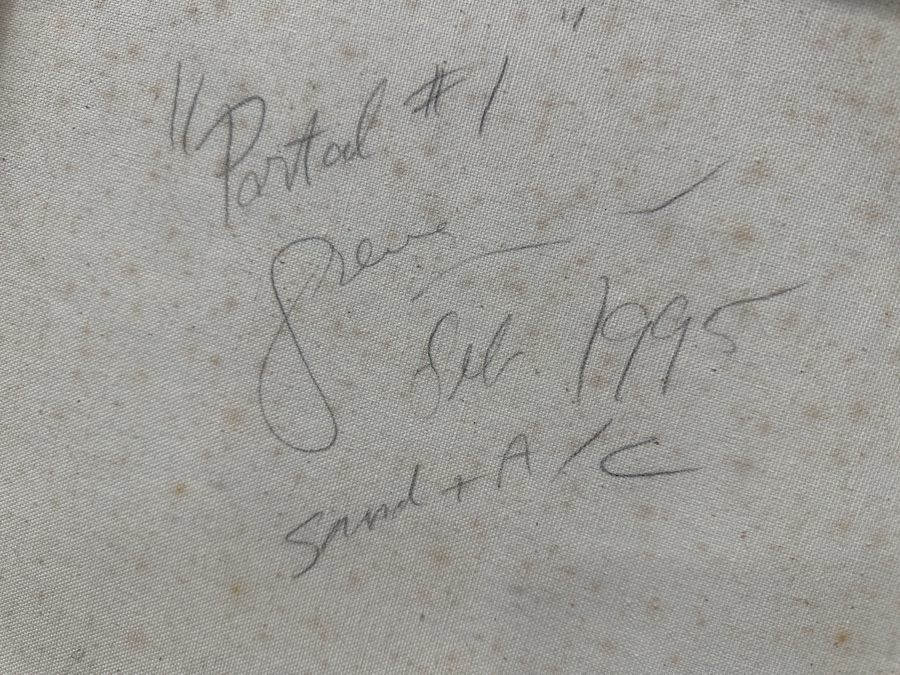 "Portal #1"
Feb. 1995
sand + A/C